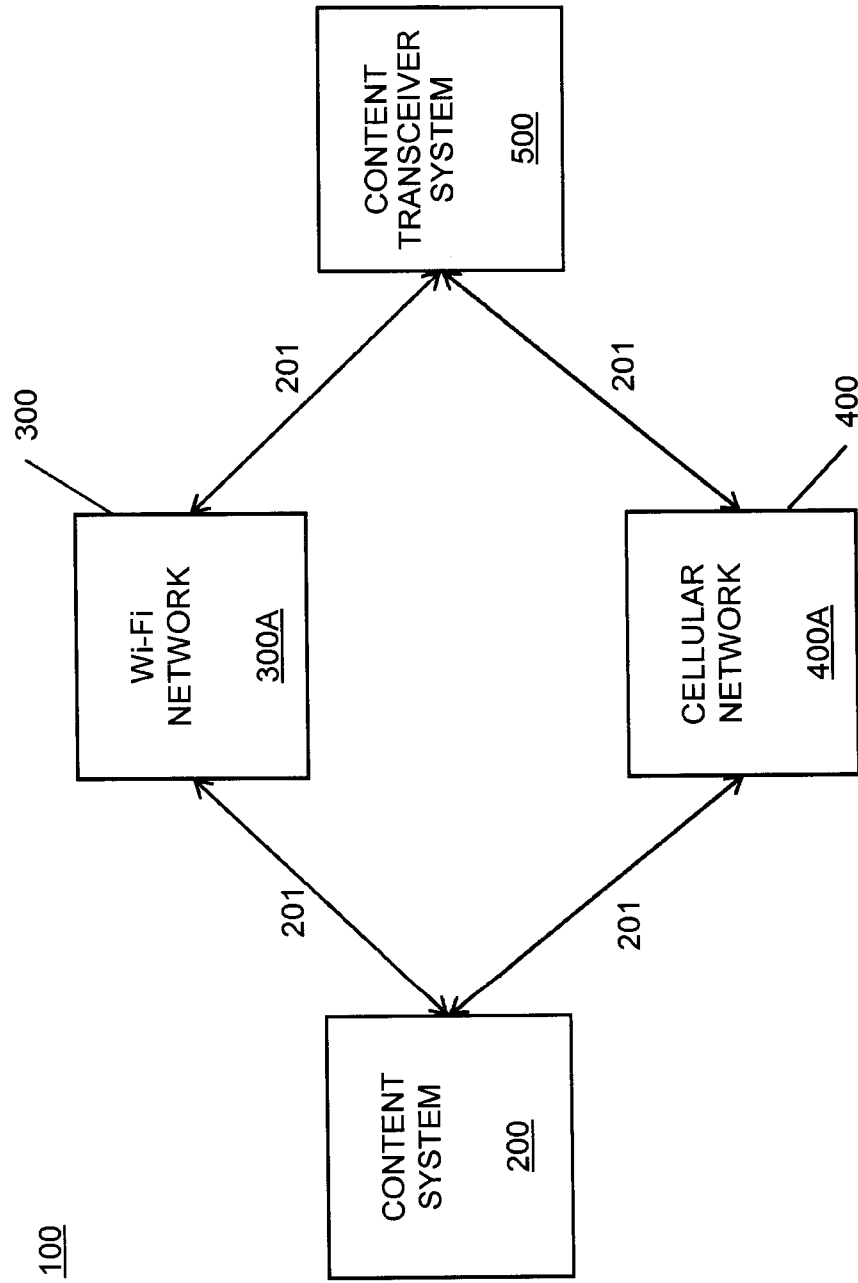 100
CONTENT
SYSTEM
200
201
201
Wi-Fi
NETWORK
300A
300
CELLULAR
NETWORK
400A
400
201
201
CONTENT
TRANSCEIVER
SYSTEM
500